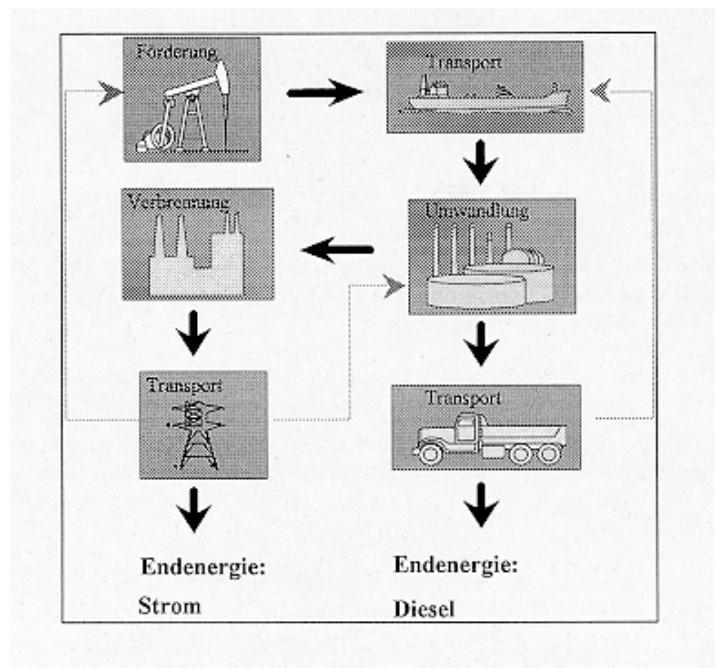 Förderung
Transport
Verbrennung
Umwandlung
Transport
Transport
Endenergie:
Strom
Endenergie:
Diesel